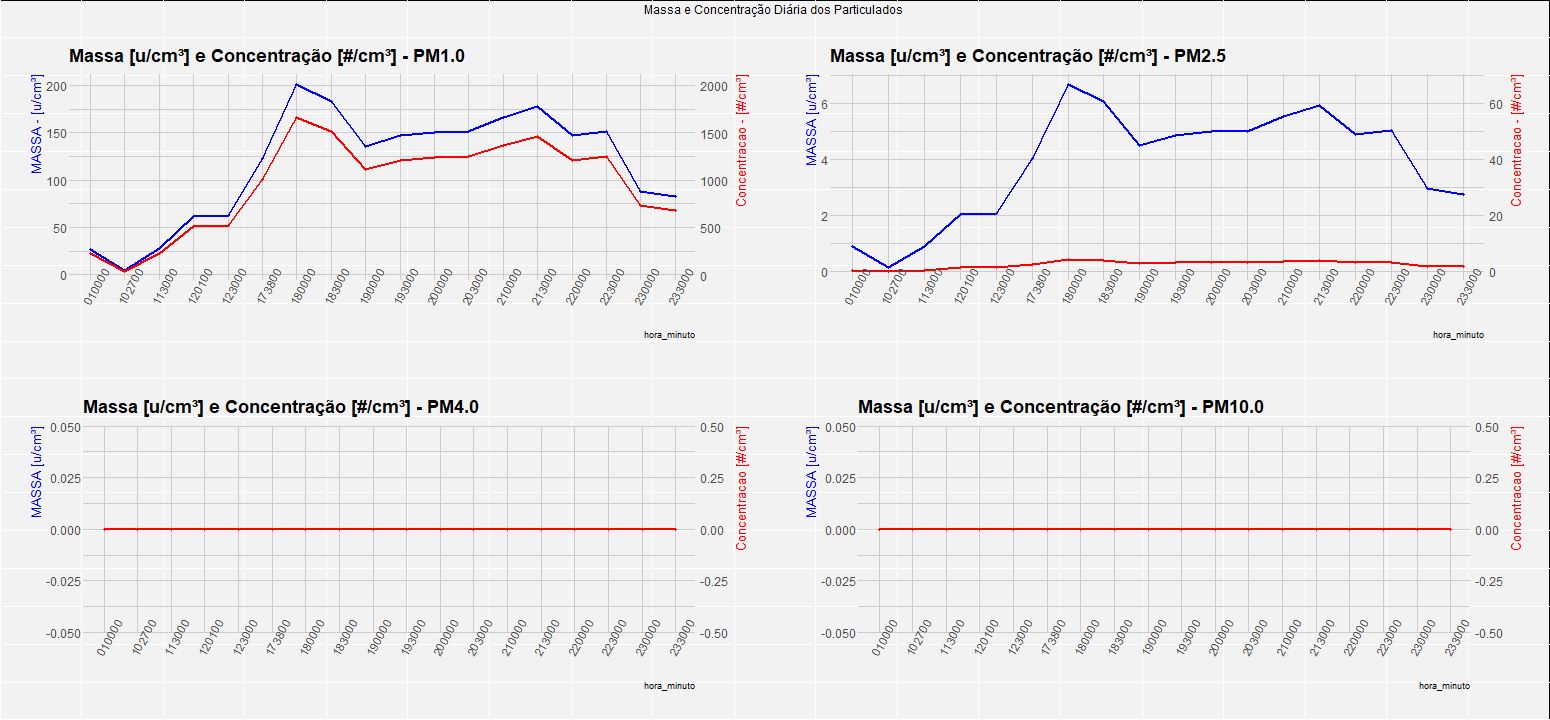 Massa e Concentração Diária dos Particulados
Massa [u/cm³] e Concentração [#/cm³] - PM1.0
MASSA - [u/cm³]
200
150
100
50
0
2000
1500
1000
500
0
Concentracao - [#/cm³]
010000 102700 113000 120100 123000 173800 180000 183000 190000 193000 200000 203000 210000 213000 220000 223000 230000 233000
hora_minuto
Massa [u/cm³] e Concentração [#/cm³] - PM2.5
MASSA [u/cm³]
6
4
2
0
60
40
20
0
Concentracao - [#/cm³]
010000 102700 113000 120100 123000 173800 180000 183000 190000 193000 200000 203000 210000 213000 220000 223000 230000 233000
hora_minuto
Massa [u/cm³] e Concentração [#/cm³] - PM4.0
MASSA [u/cm³]
0.050
0.025
0.000
-0.025
-0.050
0.50
0.25
0.00
-0.25
-0.50
Concentracao [#/cm³]
010000 102700 113000 120100 123000 173800 180000 183000 190000 193000 200000 203000 210000 213000 220000 223000 230000 233000
hora_minuto
Massa [u/cm³] e Concentração [#/cm³] - PM10.0
MASSA [u/cm³]
0.050
0.025
0.000
-0.025
-0.050
0.50
0.25
0.00
-0.25
-0.50
Concentracao [#/cm³]
010000 102700 113000 120100 123000 173800 180000 183000 190000 193000 200000 203000 210000 213000 220000 223000 230000 233000
hora_minuto